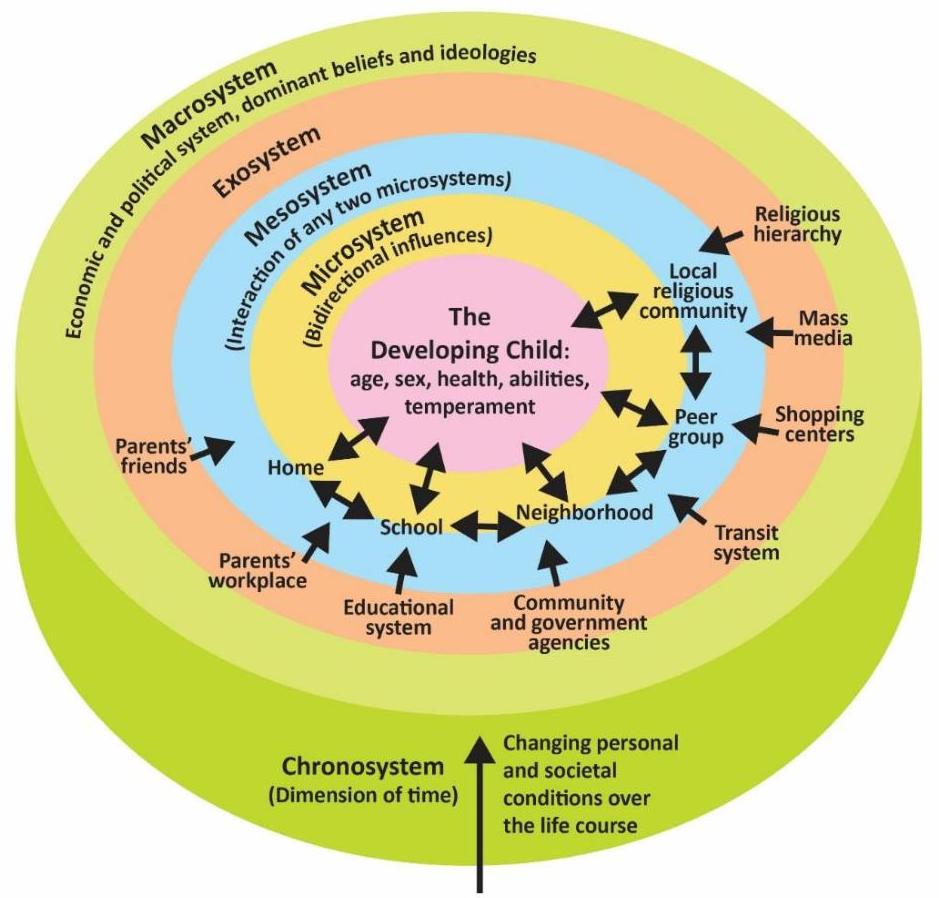 Macrosystem
Economic and political system, dominant beliefs and ideologies
Exosystem
Mesosystem
(Interaction of any two microsystems)
Microsystem
(Bidirectional influences)
The
Developing Child:
age, sex, health, abilities,
temperament
Religious
hierarchy
Local
religious
community
Mass
media
Peer
group
Shopping
centers
Parents'
friends
Home
School
Neighborhood
Transit
system
Parents'
workplace
Educational
system
Community
and government
agencies
Chronosystem
(Dimension of time)
Changing personal
and societal
conditions over
the life course